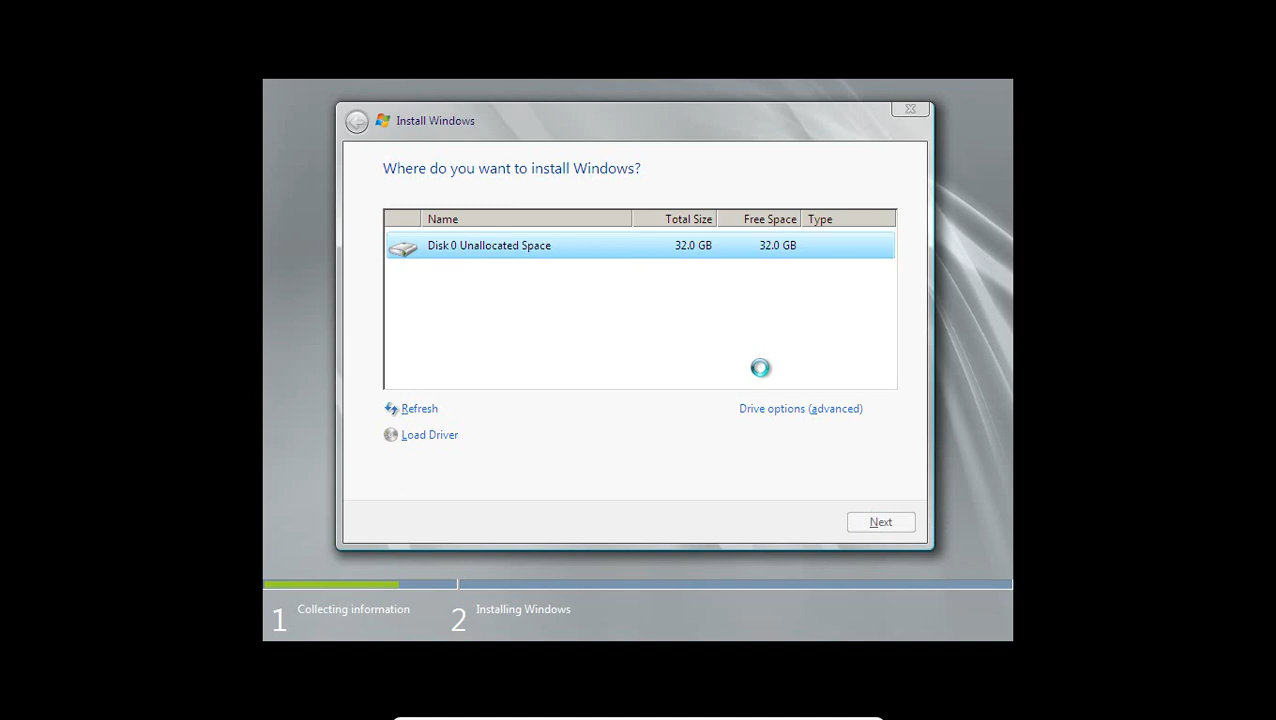 Install Windows
Where do you want to install Windows?
Name Total Size Free Space Type
Disk 0 Unallocated Space 32.0 GB 32.0 GB
Refresh Drive options (advanced)
Load Driver
Next
1 Collecting information 2 Installing Windows